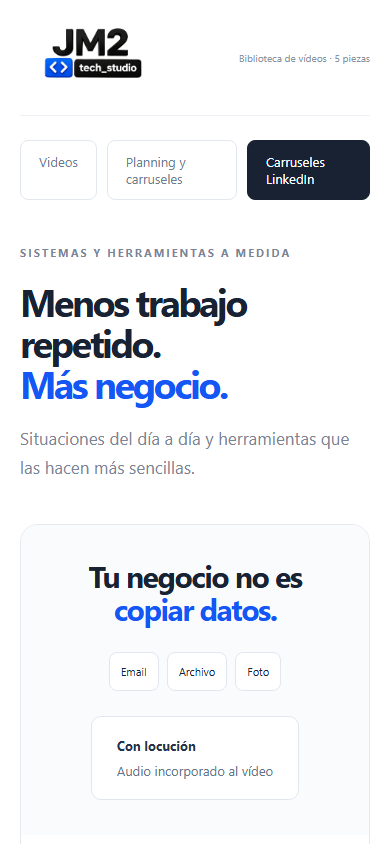 JM2
<> tech_studio
Biblioteca de vídeos · 5 piezas
Videos
Planning y
carruseles
Carruseles
LinkedIn
SISTEMAS Y HERRAMIENTAS A MEDIDA
Menos trabajo
repetido.
Más negocio.
Situaciones del día a día y herramientas que
las hacen más sencillas.
Tu negocio no es
copiar datos.
Email
Archivo
Foto
Con locución
Audio incorporado al vídeo